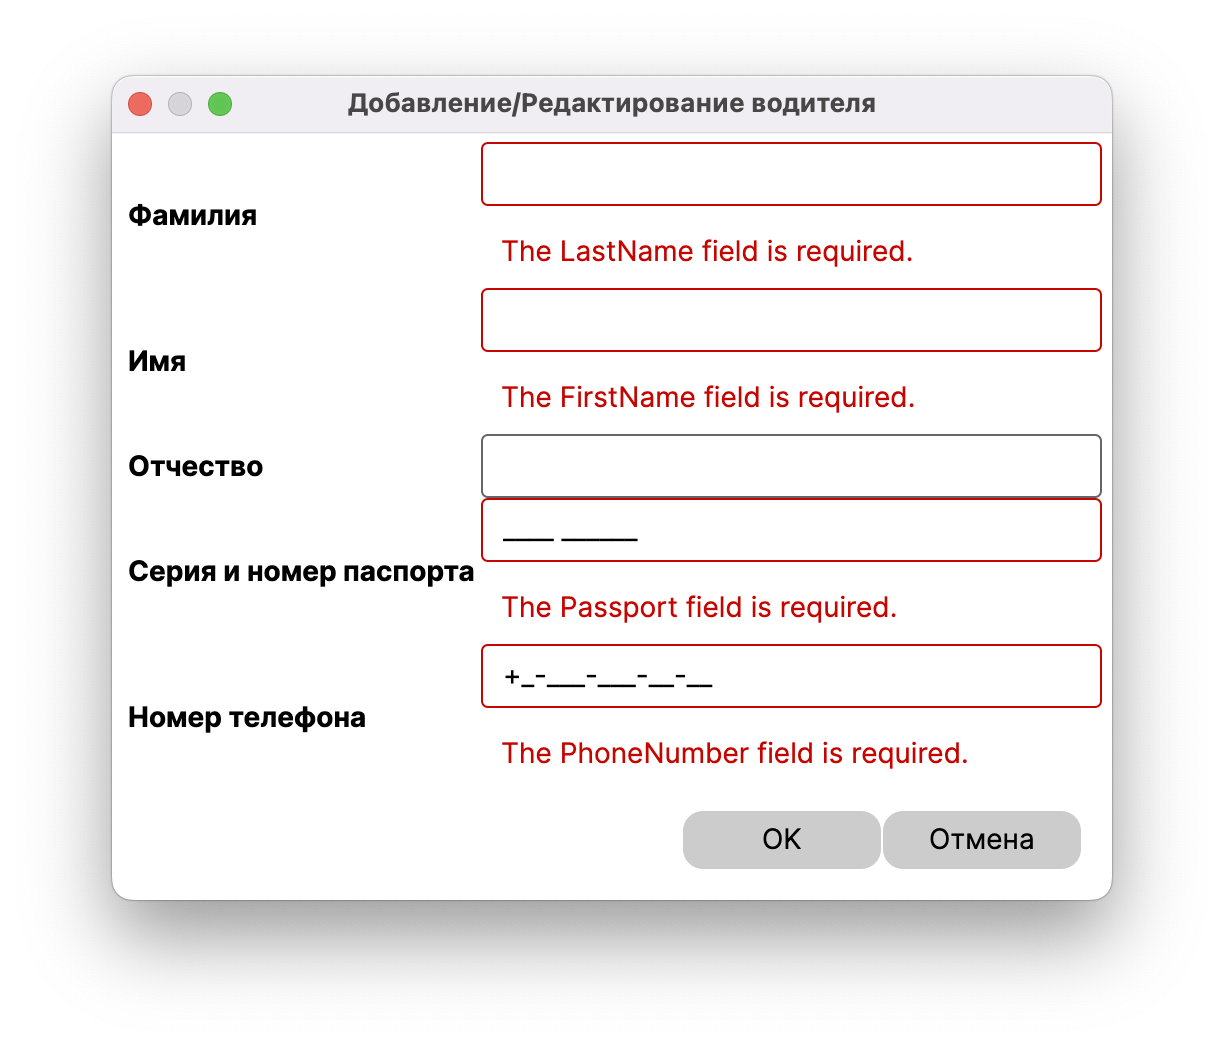 Добавление/Редактирование водителя
Фамилия
The LastName field is required.
Имя
The FirstName field is required.
Отчество
____ ______
Серия и номер паспорта
The Passport field is required.
+_-___-___-__-__
Номер телефона
The PhoneNumber field is required.
OK Отмена